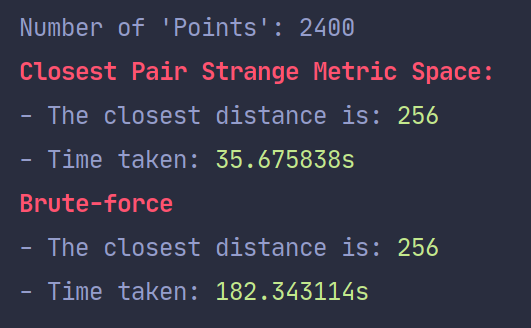 Number of 'Points': 2400
Closest Pair Strange Metric Space:
- The closest distance is: 256
- Time taken: 35.675838s
Brute-force
- The closest distance is: 256
- Time taken: 182.343114s